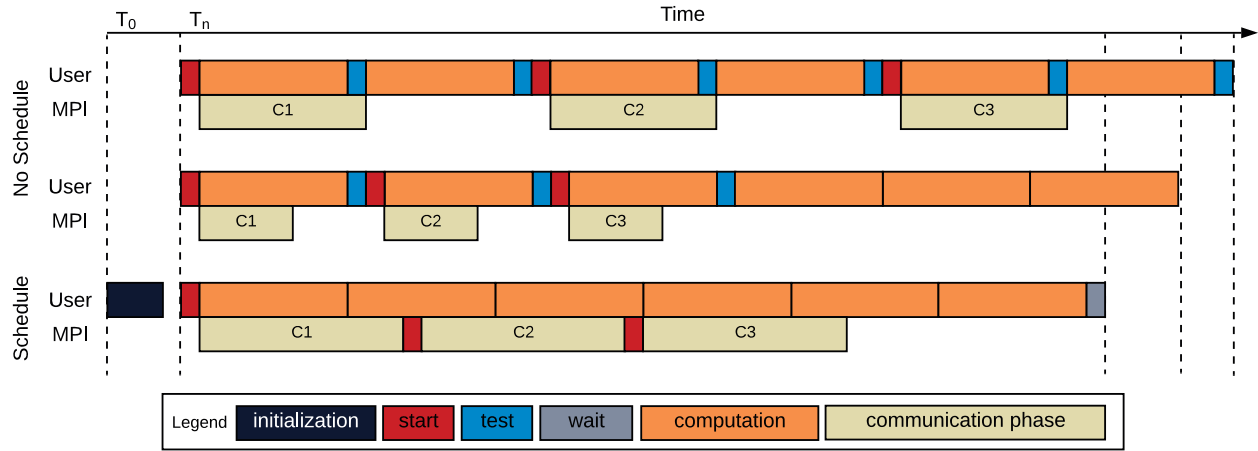 T0 Tn Time
No Schedule
User
MPI
C1 C2 C3
User
MPI
C1 C2 C3
Schedule
User
MPI
C1 C2 C3
Legend initialization start test wait computation communication phase